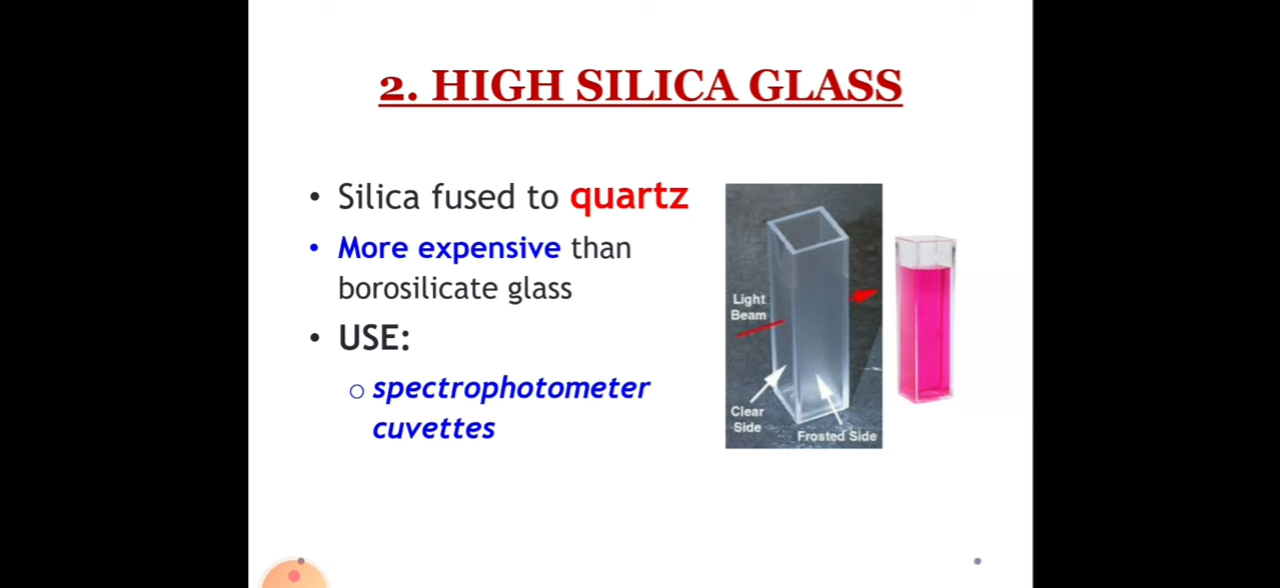 2. HIGH SILICA GLASS
• Silica fused to quartz
• More expensive than
borosilicate glass
• USE:
o spectrophotometer
cuvettes
Light
Beam
Clear
Side
Frosted Side